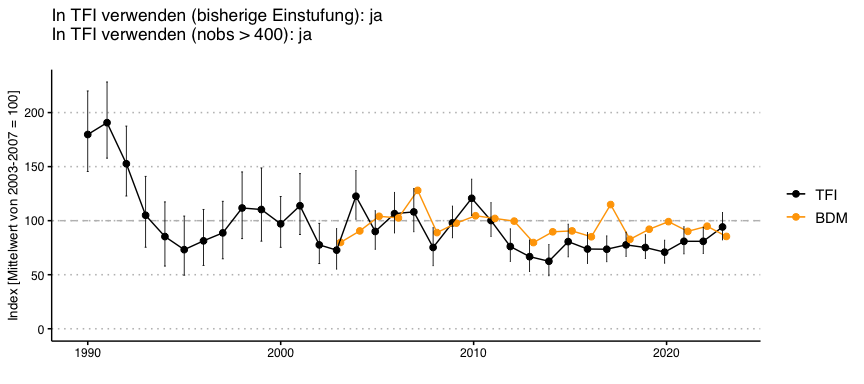 In TFI verwenden (bisherige Einstufung): ja
In TFI verwenden (nobs > 400): ja
Index [Mittelwert von 2003-2007 = 100]
200
150
100
50
0
1990
2000
2010
2020
TFI
BDM